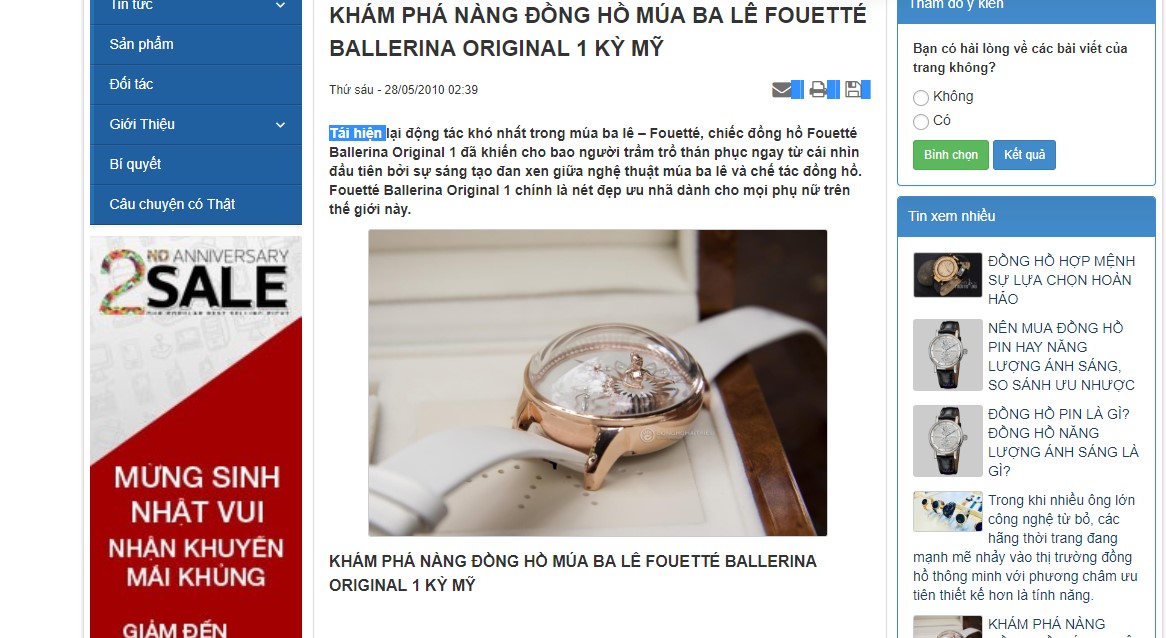 Tin tức
Sản phẩm
Đối tác
Giới Thiệu
Bí quyết
Câu chuyện có Thật
2ND ANNIVERSARY
SALE
MỪNG SINH
NHẬT VUI
NHẬN KHUYẾN
MÃI KHỦNG
GIẢM ĐẾN
KHÁM PHÁ NÀNG ĐỒNG HỒ MÚA BA LÊ FOUETTÉ
BALLERINA ORIGINAL 1 KỲ MỸ
Thứ sáu - 28/05/2010 02:39
Tái hiện lại động tác khó nhất trong múa ba lê – Fouetté, chiếc đồng hồ Fouetté
Ballerina Original 1 đã khiến cho bao người trầm trồ thán phục ngay từ cái nhìn
đầu tiên bởi sự sáng tạo đan xen giữa nghệ thuật múa ba lê và chế tác đồng hồ.
Fouetté Ballerina Original 1 chính là nét đẹp ưu nhã dành cho mọi phụ nữ trên
thế giới này.
KHÁM PHÁ NÀNG ĐỒNG HỒ MÚA BA LÊ FOUETTÉ BALLERINA
ORIGINAL 1 KỲ MỸ
Thăm dò ý kiến
Bạn có hài lòng về các bài viết của
trang không?
Không
Có
Bình chọn Kết quả
Tin xem nhiều
ĐỒNG HỒ HỢP MỆNH
SỰ LỰA CHỌN HOÀN
HẢO
NÊN MUA ĐỒNG HỒ
PIN HAY NĂNG
LƯỢNG ÁNH SÁNG,
SO SÁNH ƯU NHƯỢC
ĐỒNG HỒ PIN LÀ GÌ?
ĐỒNG HỒ NĂNG
LƯỢNG ÁNH SÁNG LÀ
GÌ?
Trong khi nhiều ông lớn
công nghệ từ bỏ, các
hãng thời trang đang
mạnh mẽ nhảy vào thị trường đồng
hồ thông minh với phương châm ưu
tiên thiết kế hơn là tính năng.
KHÁM PHÁ NÀNG